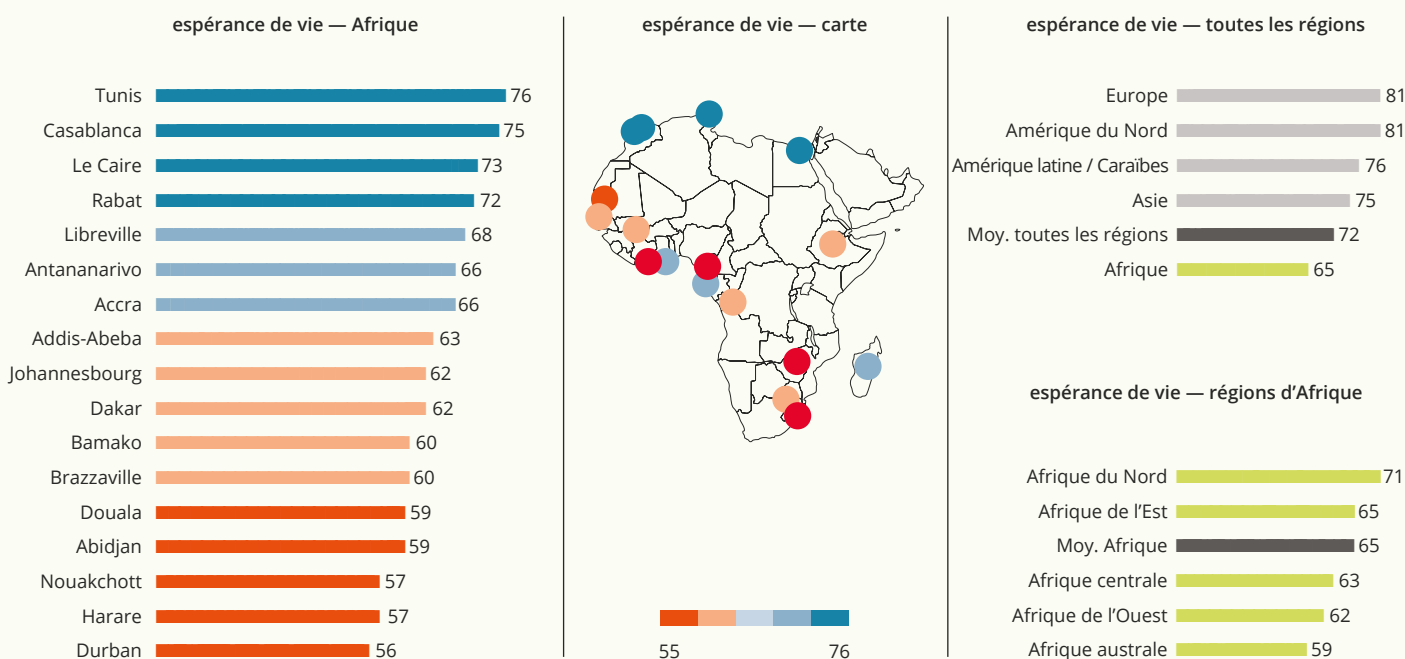 espérance de vie — Afrique
Tunis 76
Casablanca 75
Le Caire 73
Rabat 72
Libreville 68
Antananarivo 66
Accra 66
Addis-Abeba 63
Johannesbourg 62
Dakar 62
Bamako 60
Brazzaville 60
Douala 59
Abidjan 59
Nouakchott 57
Harare 57
Durban 56
espérance de vie — carte
55 76
espérance de vie — toutes les régions
Europe 81
Amérique du Nord 81
Amérique latine / Caraïbes 76
Asie 75
Moy. toutes les régions 72
Afrique 65
espérance de vie — régions d’Afrique
Afrique du Nord 71
Afrique de l’Est 65
Moy. Afrique 65
Afrique centrale 63
Afrique de l’Ouest 62
Afrique australe 59